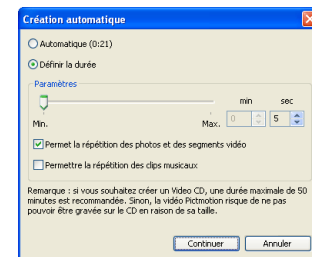 Création automatique
Automatique (0:21)
Définir la durée
Paramètres
min sec
Min. Max. 0 5
Permet la répétition des photos et des segments vidéo
Permettre la répétition des clips musicaux
Remarque : si vous souhaitez créer un Video CD, une durée maximale de 50
minutes est recommandée. Sinon, la vidéo Pictmotion risque de ne pas
pouvoir être gravée sur le CD en raison de sa taille.
Continuer Annuler